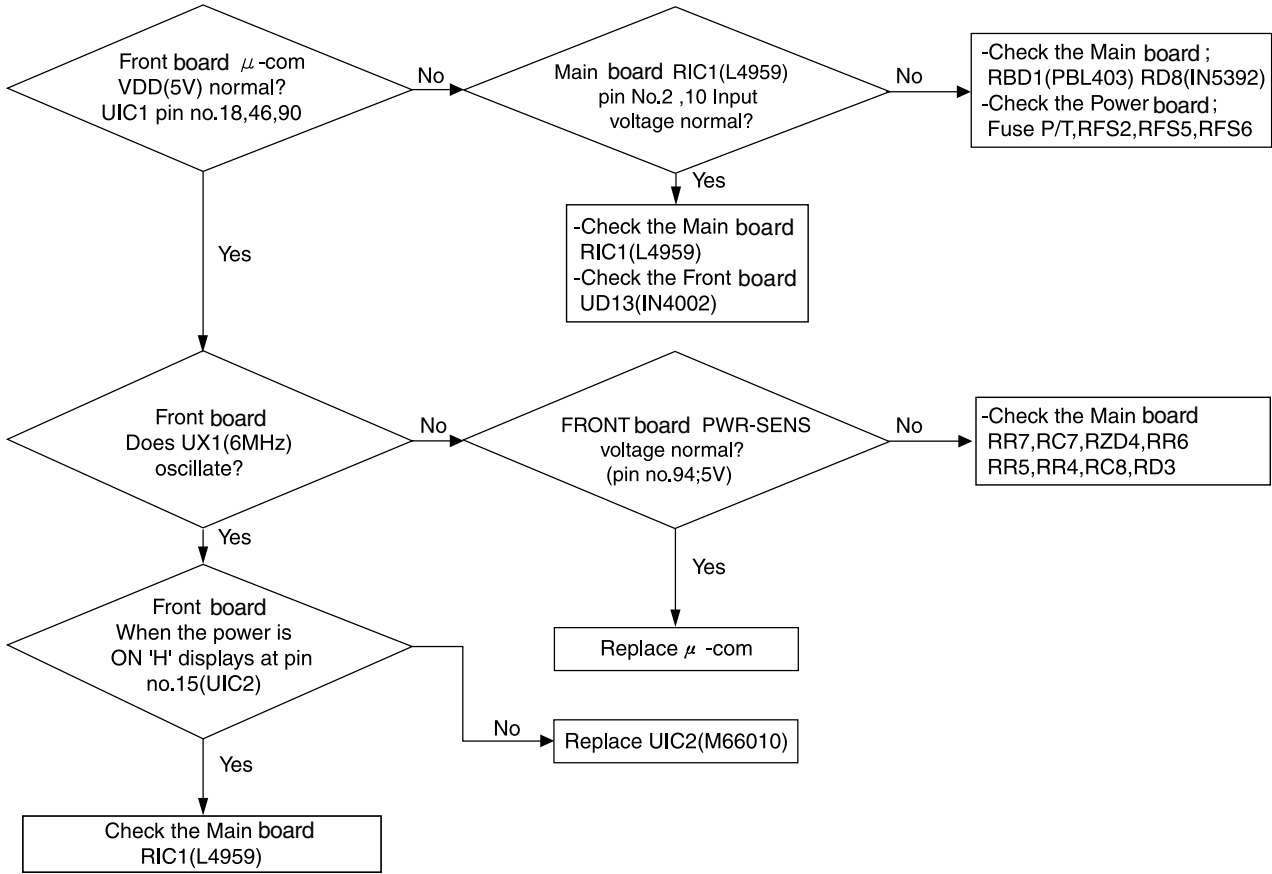 Front board μ-com
VDD(5V) normal?
UIC1 pin no.18,46,90
No
Main board RIC1(L4959)
pin No.2 ,10 Input
voltage normal?
No
-Check the Main board ;
RBD1(PBL403) RD8(IN5392)
-Check the Power board ;
Fuse P/T,RFS2,RFS5,RFS6
Yes
-Check the Main board
RIC1(L4959)
-Check the Front board
UD13(IN4002)
Yes
Front board
Does UX1(6MHz)
oscillate?
No
FRONT board PWR-SENS
voltage normal?
(pin no.94;5V)
No
-Check the Main board
RR7,RC7,RZD4,RR6
RR5,RR4,RC8,RD3
Yes
Yes
Replace μ -com
Front board
When the power is
ON 'H' displays at pin
no.15(UIC2)
No
Replace UIC2(M66010)
Yes
Check the Main board
RIC1(L4959)